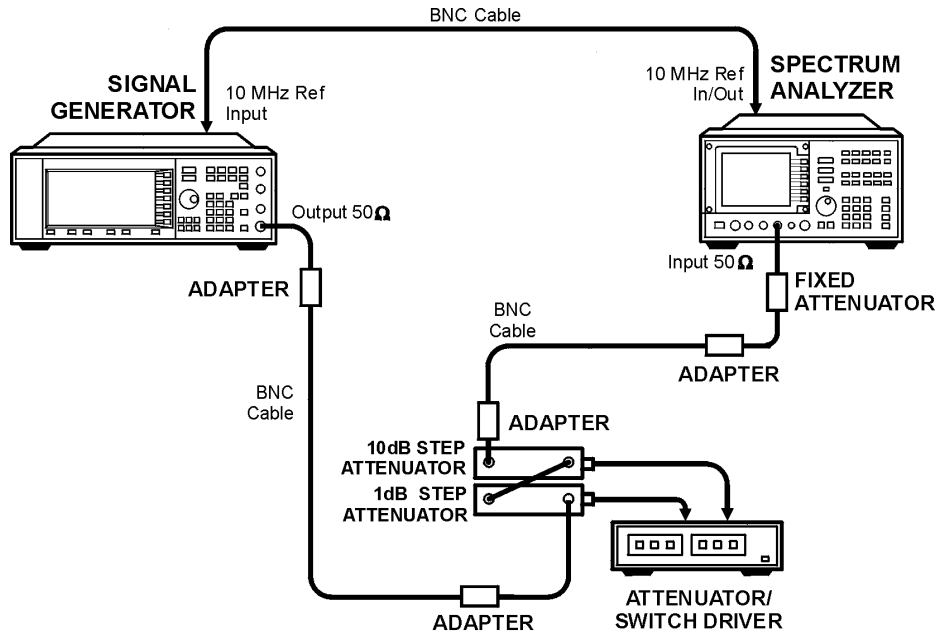 BNC Cable
SIGNAL
GENERATOR
10 MHz Ref
Input
10 MHz Ref
In/Out
SPECTRUM
ANALYZER
Output 50Ω
Input 50Ω
ADAPTER
FIXED
ATTENUATOR
BNC
Cable
ADAPTER
BNC
Cable
ADAPTER
10dB STEP
ATTENUATOR
1dB STEP
ATTENUATOR
ADAPTER
ATTENUATOR/
SWITCH DRIVER